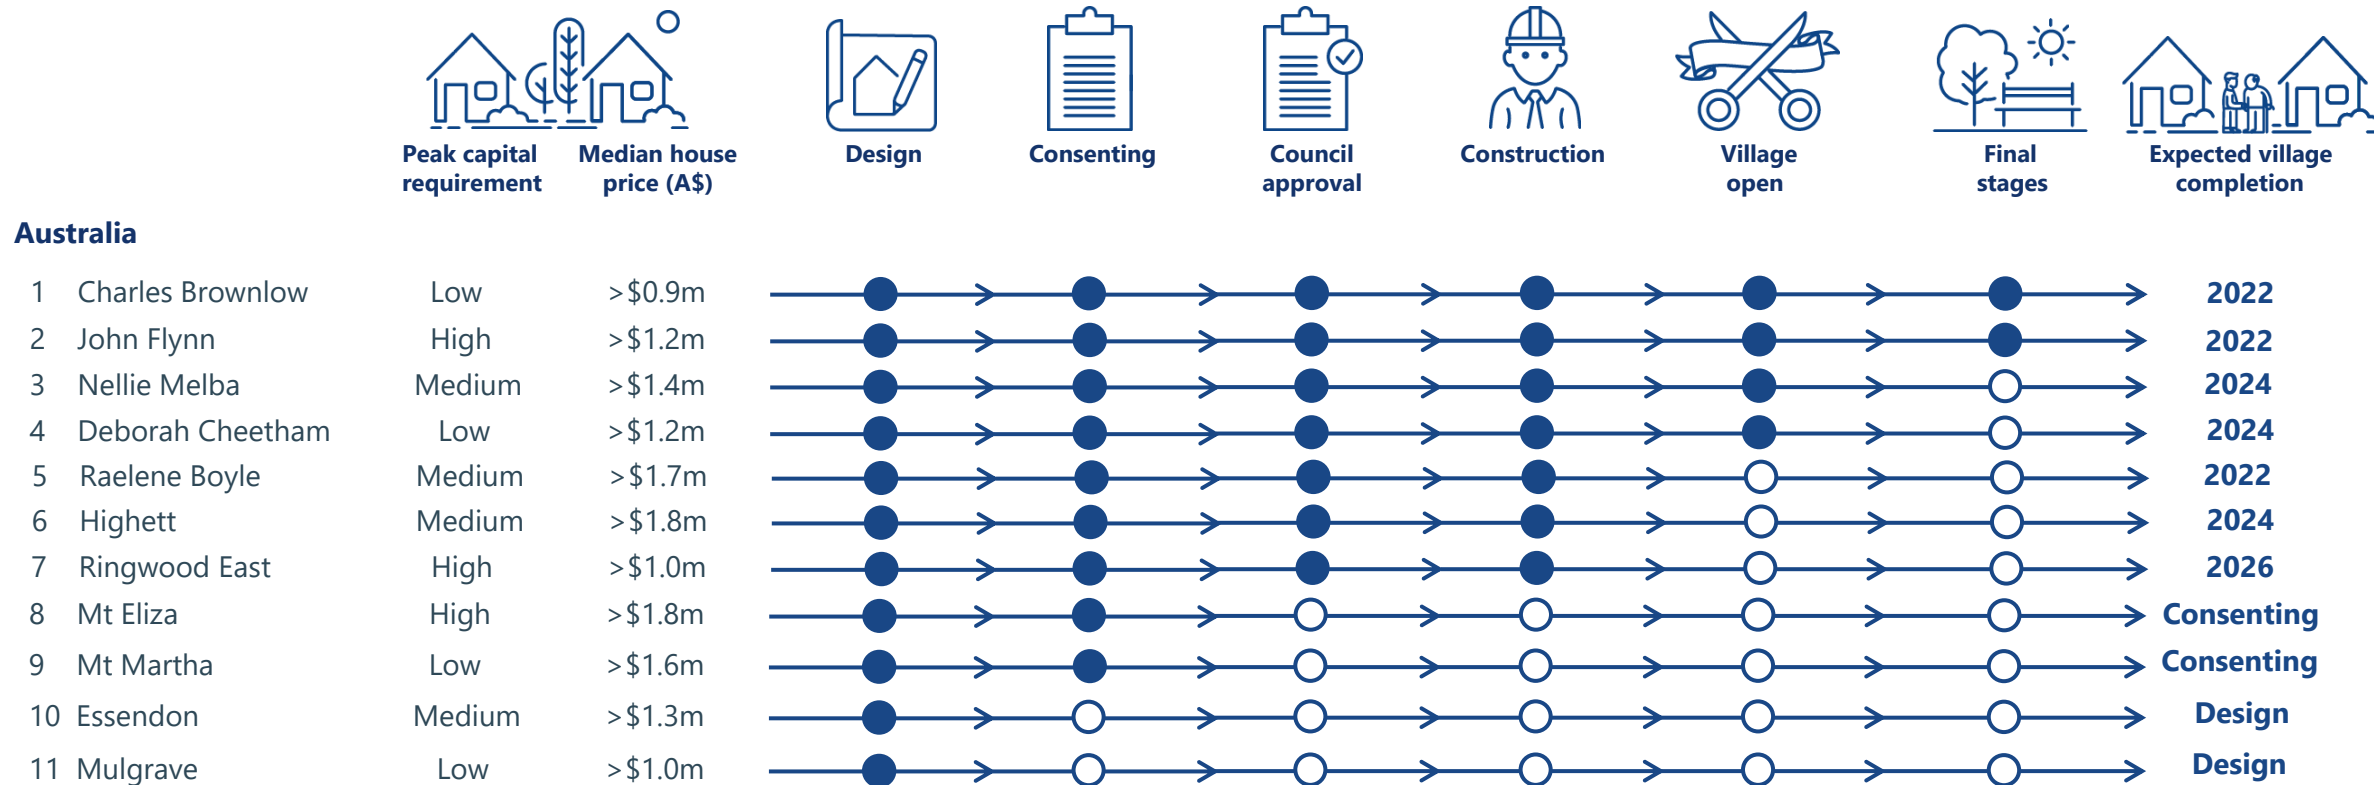 Peak capital requirement Median house price (A$) Design Consenting Council approval Construction Village open Final stages Expected village completion
Australia
1 Charles Brownlow Low >$0.9m 2022
2 John Flynn High >$1.2m 2022
3 Nellie Melba Medium >$1.4m 2024
4 Deborah Cheetham Low >$1.2m 2024
5 Raelene Boyle Medium >$1.7m 2022
6 Highett Medium >$1.8m 2024
7 Ringwood East High >$1.0m 2026
8 Mt Eliza High >$1.8m Consenting
9 Mt Martha Low >$1.6m Consenting
10 Essendon Medium >$1.3m Design
11 Mulgrave Low >$1.0m Design